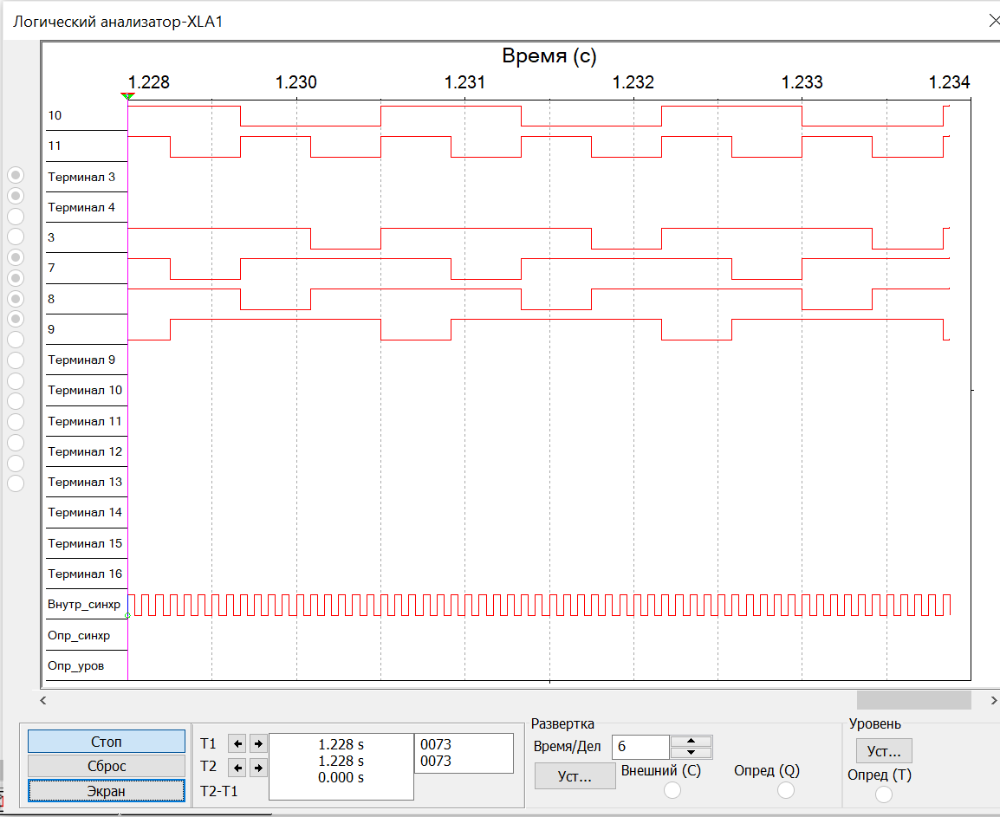 Логический анализатор-XLA1
Время (с)
1.228 1.230 1.231 1.232 1.233 1.234
10
11
Терминал 3
Терминал 4
3
7
8
9
Терминал 9
Терминал 10
Терминал 11
Терминал 12
Терминал 13
Терминал 14
Терминал 15
Терминал 16
Внутр_синхр
Опр_синхр
Опр_уров
Стоп
Сброс
Экран
T1 1.228 s 0073
T2 1.228 s 0073
T2-T1 0.000 s
Развертка
Время/Дел 6
Уст...
Внешний (C)
Опред (Q)
Уровень
Уст...
Опред (T)